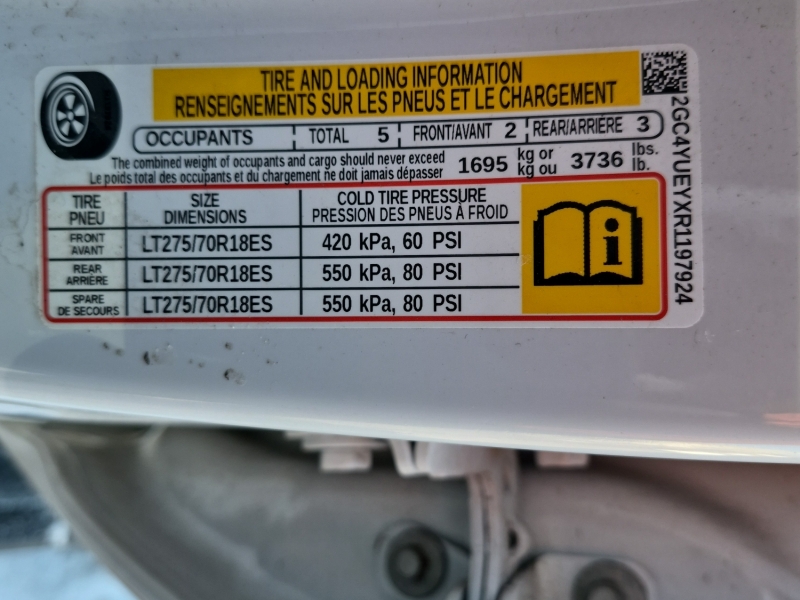 TIRE AND LOADING INFORMATION
RENSEIGNEMENTS SUR LES PNEUS ET LE CHARGEMENT
OCCUPANTS TOTAL 5 FRONT/AVANT 2 REAR/ARRIÈRE 3
The combined weight of occupants and cargo should never exceed 1695 kg or 3736 lbs.
Le poids total des occupants et du chargement ne doit jamais dépasser kg ou lb.
TIRE SIZE COLD TIRE PRESSURE
PNEU DIMENSIONS PRESSION DES PNEUS À FROID
FRONT
AVANT LT275/70R18ES 420 kPa, 60 PSI
REAR
ARRIÈRE LT275/70R18ES 550 kPa, 80 PSI
SPARE
DE SECOURS LT275/70R18ES 550 kPa, 80 PSI
i
2GC4YUEYXR1197924